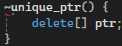 ~unique_ptr() {
    delete[] ptr;
}